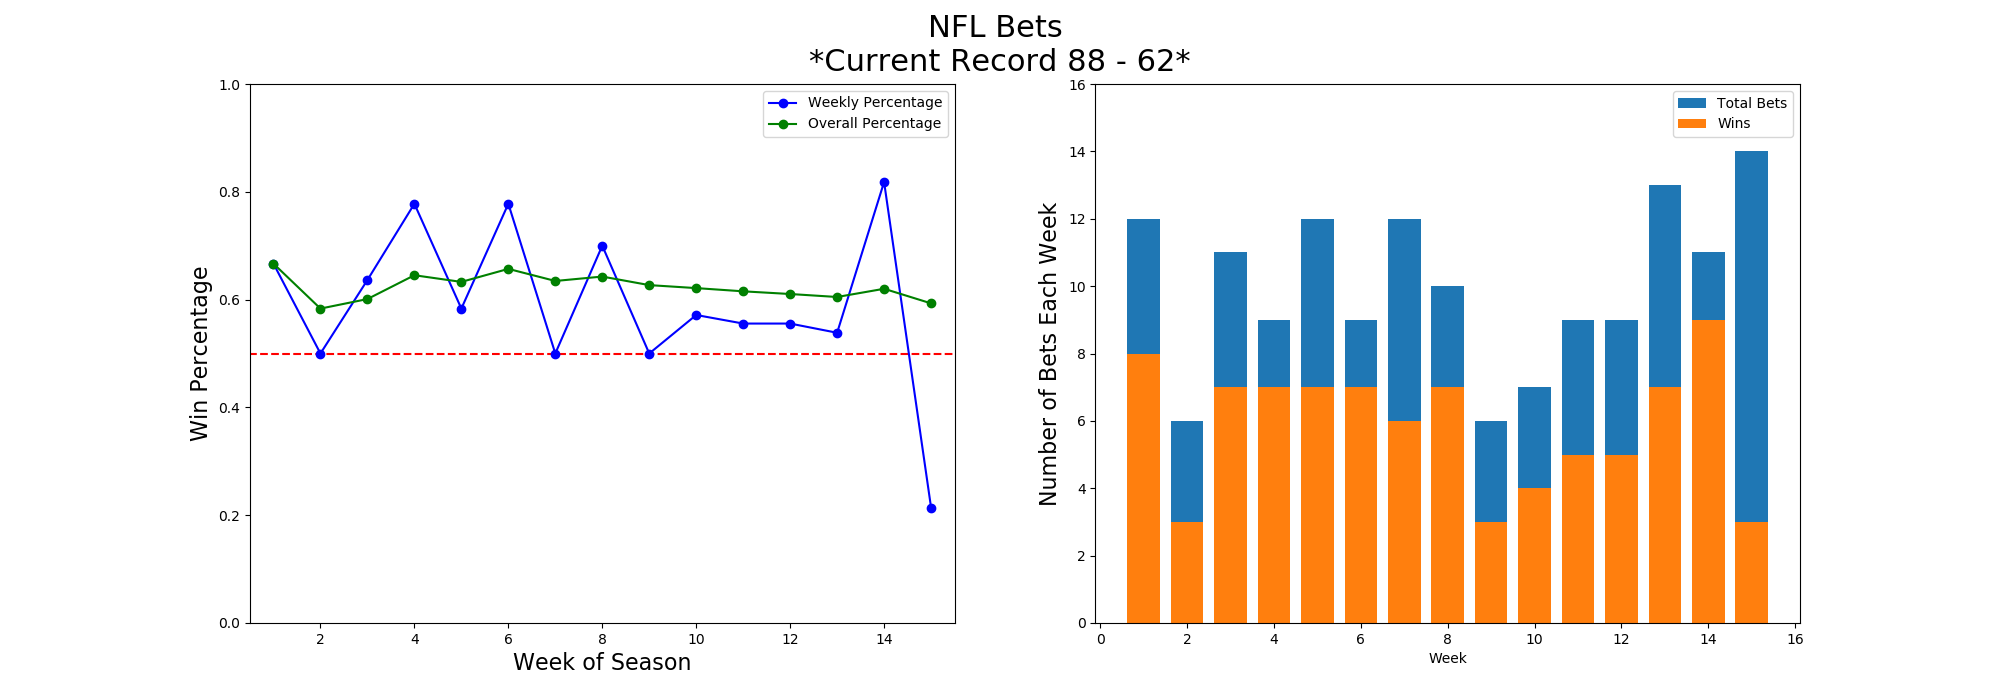 NFL Bets
*Current Record 88 - 62*
1.0
0.8
0.6
0.4
0.2
0.0
Win Percentage
Weekly Percentage
Overall Percentage
2 4 6 8 10 12 14
Week of Season
16
14
12
10
8
6
4
2
0
Number of Bets Each Week
Total Bets
Wins
0 2 4 6 8 10 12 14 16
Week